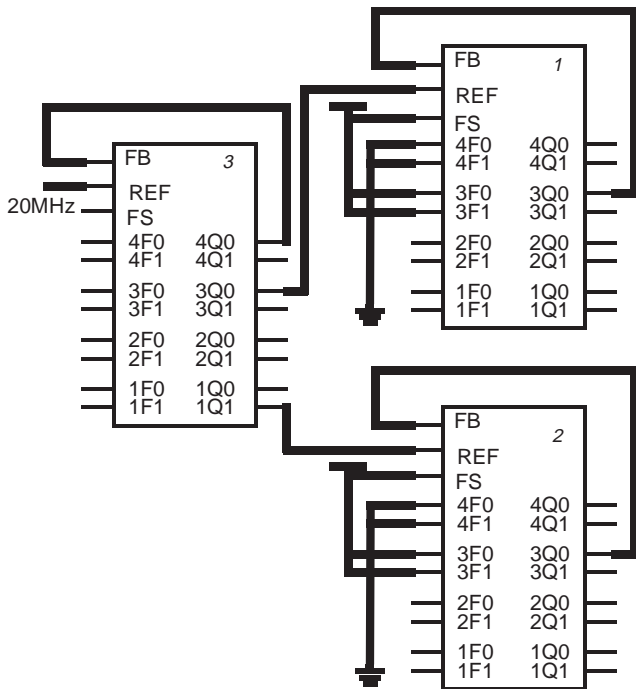 FB 1
REF
FS
4F0 4Q0
4F1 4Q1
3F0 3Q0
3F1 3Q1
2F0 2Q0
2F1 2Q1
1F0 1Q0
1F1 1Q1
FB 3
REF
20MHz
FS
4F0 4Q0
4F1 4Q1
3F0 3Q0
3F1 3Q1
2F0 2Q0
2F1 2Q1
1F0 1Q0
1F1 1Q1
FB 2
REF
FS
4F0 4Q0
4F1 4Q1
3F0 3Q0
3F1 3Q1
2F0 2Q0
2F1 2Q1
1F0 1Q0
1F1 1Q1